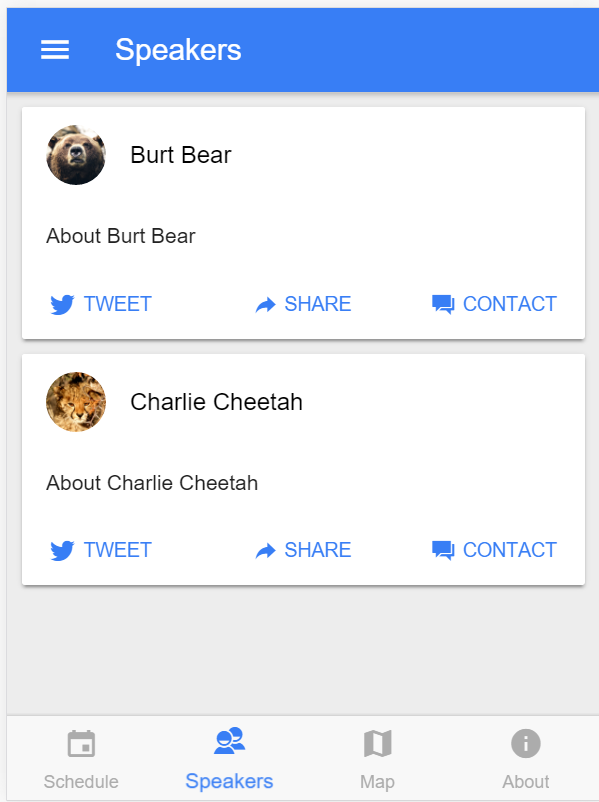 Speakers
Burt Bear
About Burt Bear
TWEET SHARE CONTACT
Charlie Cheetah
About Charlie Cheetah
TWEET SHARE CONTACT
Schedule Speakers Map About